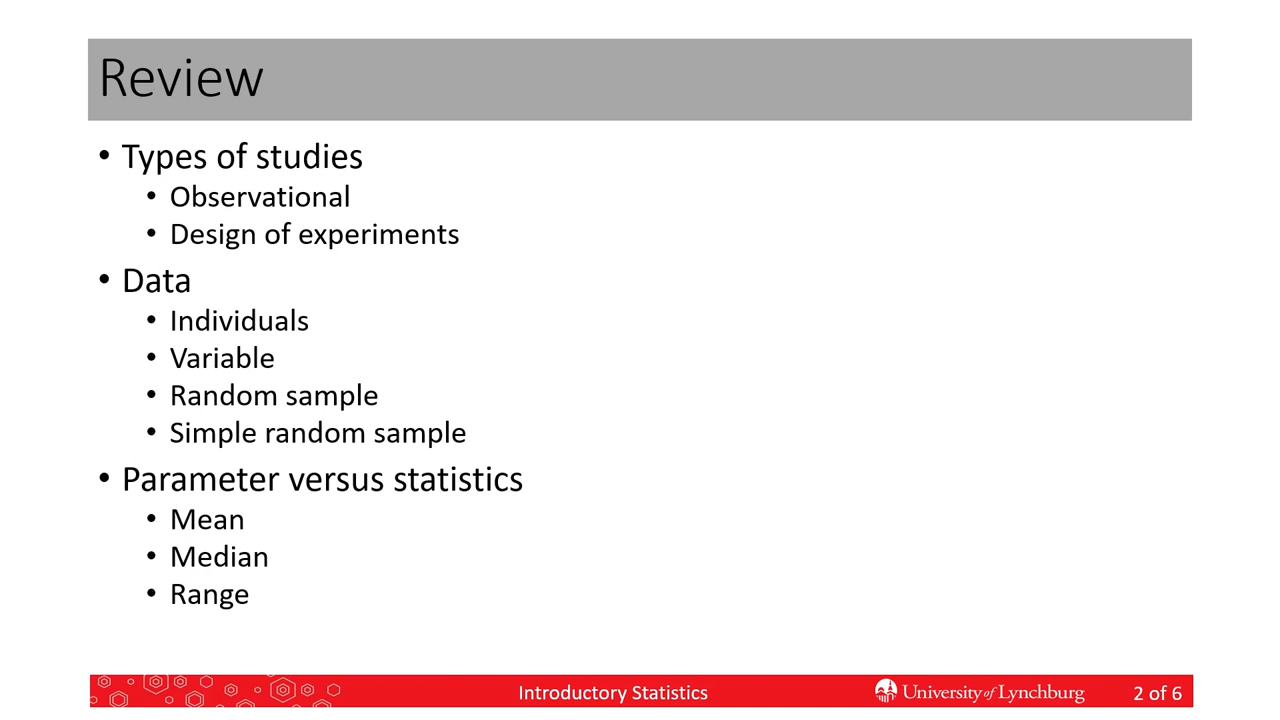 Review
• Types of studies
• Observational
• Design of experiments
• Data
• Individuals
• Variable
• Random sample
• Simple random sample
• Parameter versus statistics
• Mean
• Median
• Range
Introductory Statistics
University of Lynchburg
2 of 6